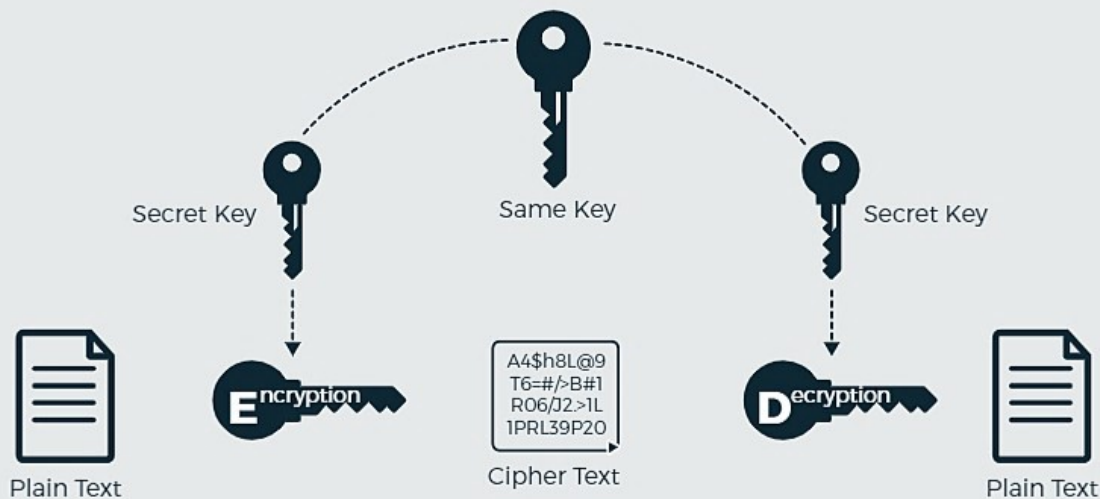 Same Key
Secret Key
Secret Key
Encryption
A4$h8L@9
T6=#/>B#1
RO6/J2.>1L
1PRL39P20
Decryption
Cipher Text
Plain Text
Plain Text